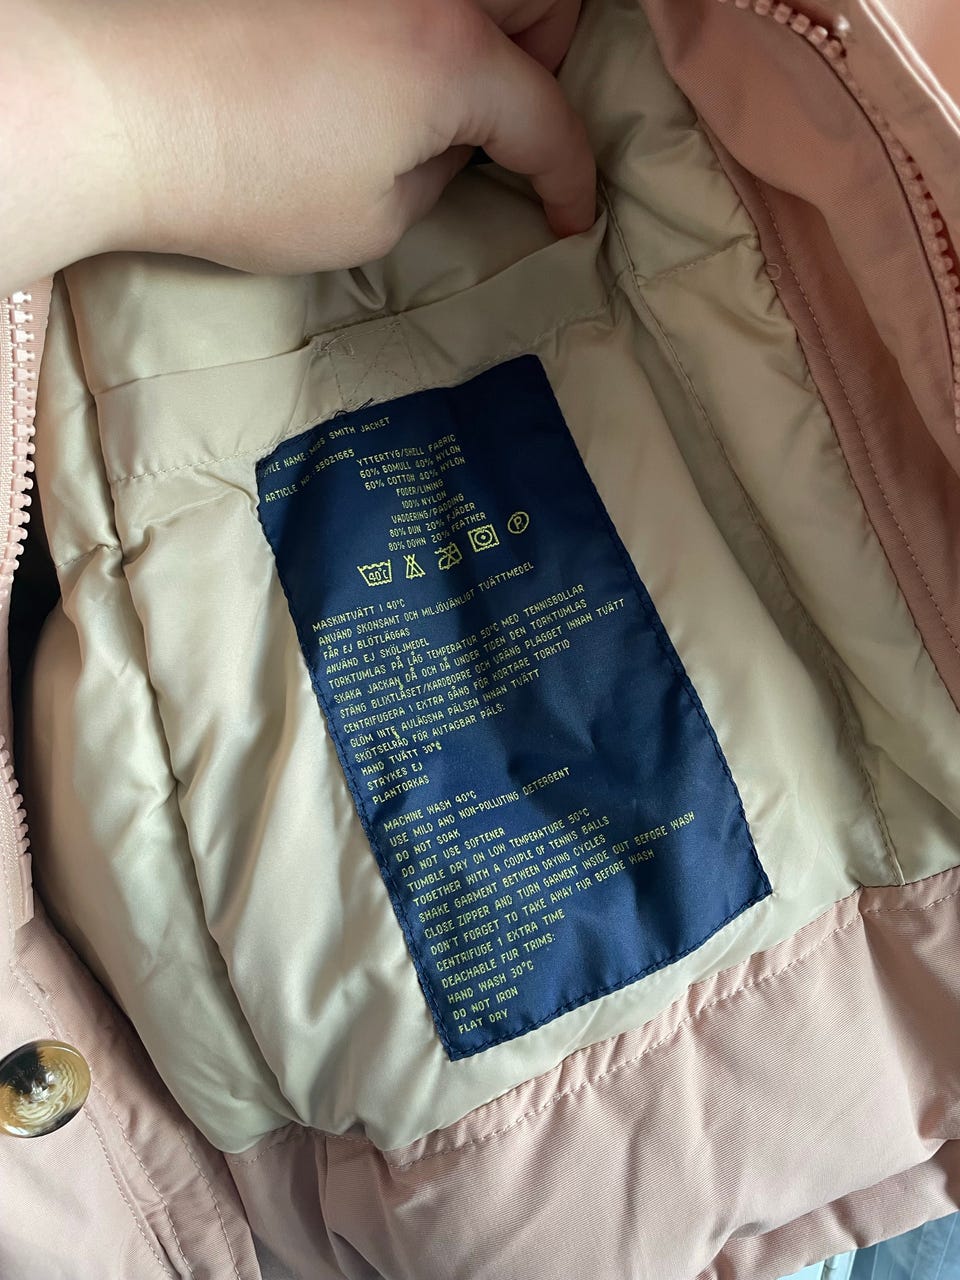 STYLE NAME: MISS SMITH JACKET
ARTICLE NO: 55021665
YTTERTYG/SHELL FABRIC
60% BOMULL 40% NYLON
60% COTTON 40% NYLON
FODER/LINING
100% NYLON
VADDERING/PADDING
80% DUN 20% FJÄDER
80% DOWN 20% FEATHER
40°C P
MASKINTVÄTT I 40°C
ANVÄND SKONSAMT OCH MILJÖVÄNLIGT TVÄTTMEDEL
FÅR EJ BLÖTLÄGGAS
ANVÄND EJ SKÖLJMEDEL
TORKTUMLAS PÅ LÅG TEMPERATUR 50°C MED TENNISBOLLAR
SKAKA JACKAN DÅ OCH DÅ UNDER TIDEN DEN TORKTUMLAS
STÄNG BLIXTLÅSET/KARDBORRE OCH VRÄNG PLAGGET INNAN TVÄTT
CENTRIFUGERA 1 EXTRA GÅNG FÖR KORTARE TORKTID
GLÖM INTE AVLÄGSNA PÄLSEN INNAN TVÄTT
SKÖTSELRÅD FÖR AVTAGBAR PÄLS:
HAND TVÄTT 30°C
STRYKES EJ
PLANTORKAS
MACHINE WASH 40°C
USE MILD AND NON-POLLUTING DETERGENT
DO NOT SOAK
DO NOT USE SOFTENER
TUMBLE DRY ON LOW TEMPERATURE 50°C
TOGETHER WITH A COUPLE OF TENNIS BALLS
SHAKE GARMENT BETWEEN DRYING CYCLES
CLOSE ZIPPER AND TURN GARMENT INSIDE OUT BEFORE WASH
DON'T FORGET TO TAKE AWAY FUR BEFORE WASH
CENTRIFUGE 1 EXTRA TIME
DEACHABLE FUR TRIMS:
HAND WASH 30°C
DO NOT IRON
FLAT DRY